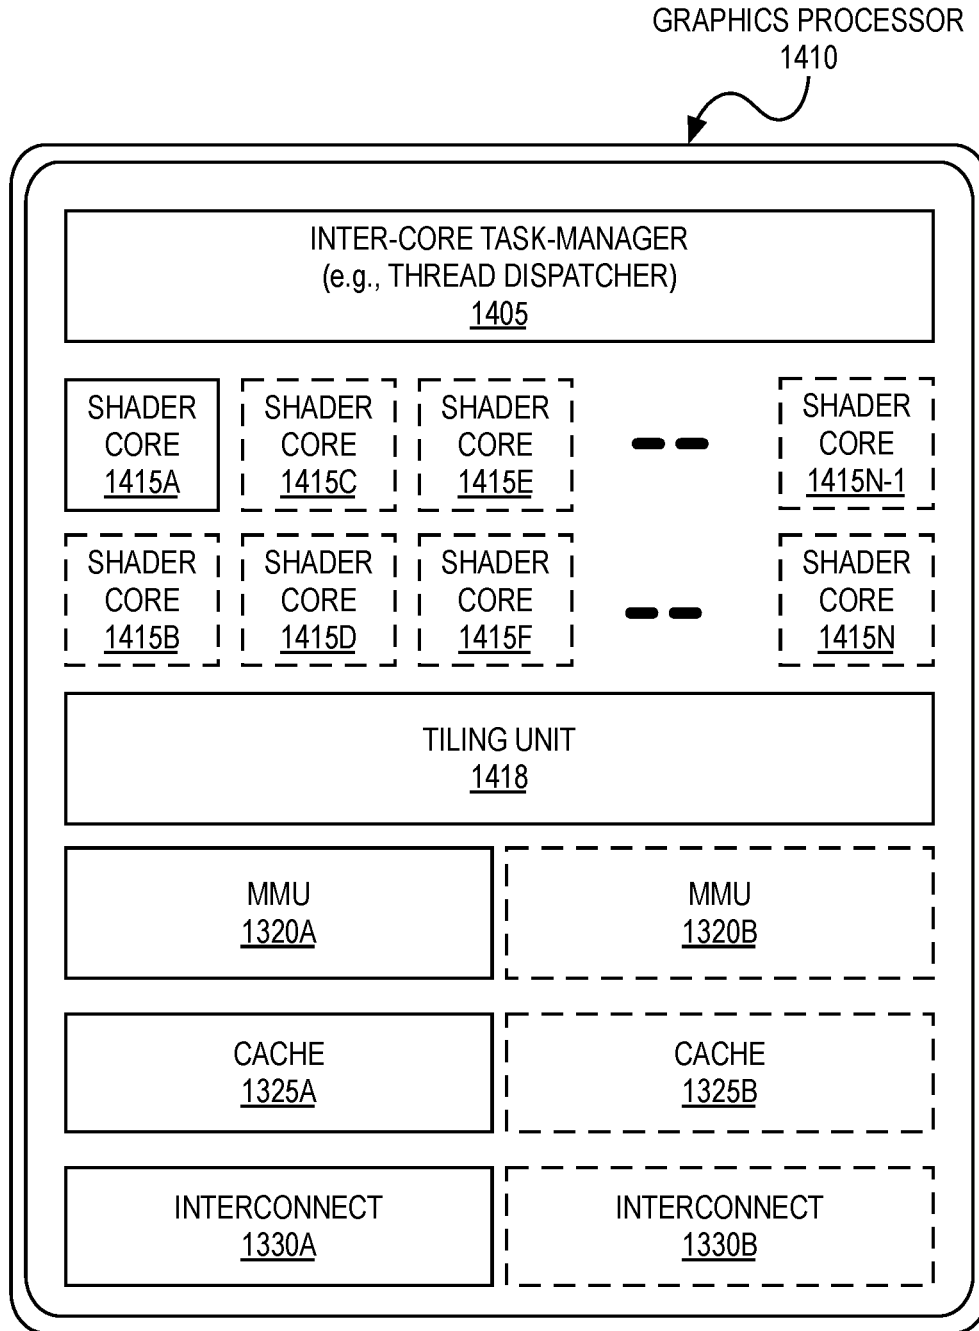 GRAPHICS PROCESSOR
1410
INTER-CORE TASK-MANAGER
(e.g., THREAD DISPATCHER)
1405
SHADER
CORE
1415A
SHADER
CORE
1415C
SHADER
CORE
1415E
SHADER
CORE
1415N-1
SHADER
CORE
1415B
SHADER
CORE
1415D
SHADER
CORE
1415F
SHADER
CORE
1415N
TILING UNIT
1418
MMU
1320A
MMU
1320B
CACHE
1325A
CACHE
1325B
INTERCONNECT
1330A
INTERCONNECT
1330B